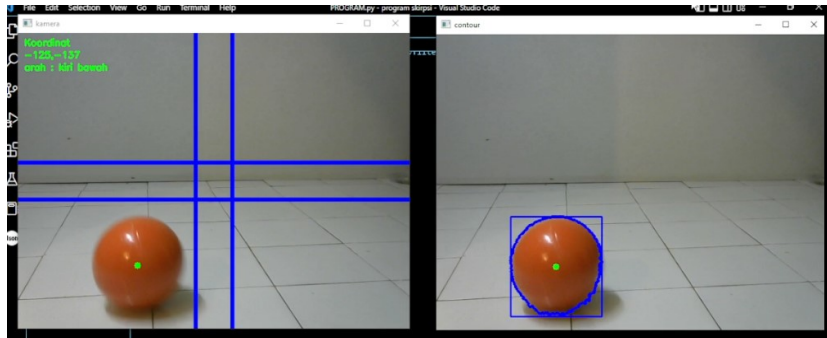 File Edit Selection View Go Run Terminal Help PROGRAM.py - program skirpsi - Visual Studio Code
kamera
Koordinat
-125,-137
arah : kiri bawah
contour